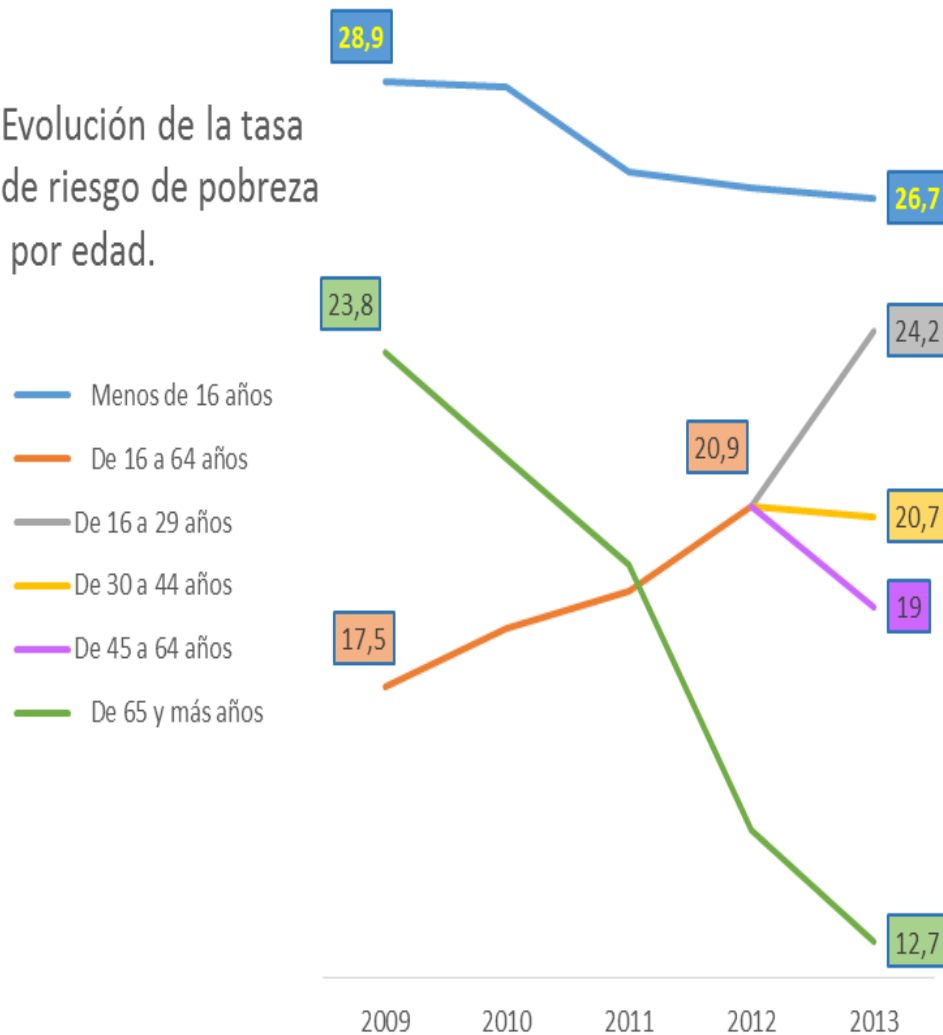 28,9
Evolución de la tasa
de riesgo de pobreza
por edad.
26,7
23,8
24,2
Menos de 16 años
De 16 a 64 años
20,9
De 16 a 29 años
20,7
De 30 a 44 años
19
17,5
De 45 a 64 años
De 65 y más años
12,7
2009 2010 2011 2012 2013